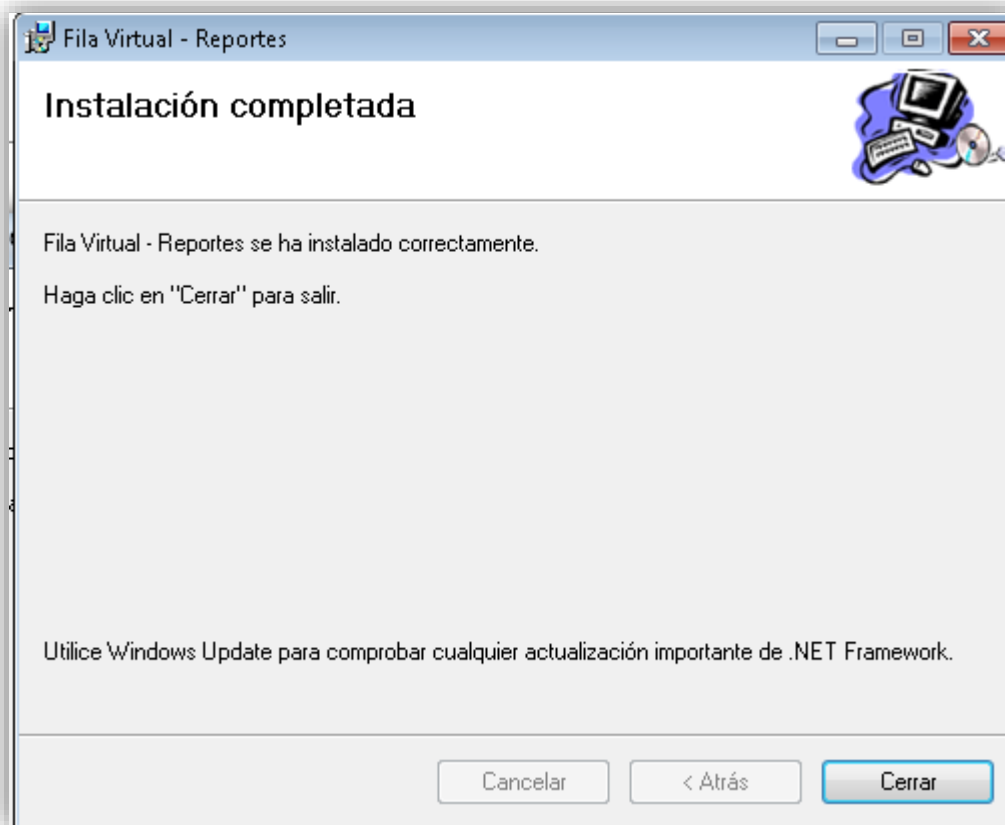 Fila Virtual - Reportes
Instalación completada
Fila Virtual - Reportes se ha instalado correctamente.
Haga clic en "Cerrar" para salir.
Utilice Windows Update para comprobar cualquier actualización importante de .NET Framework.
Cancelar
< Atrás
Cerrar